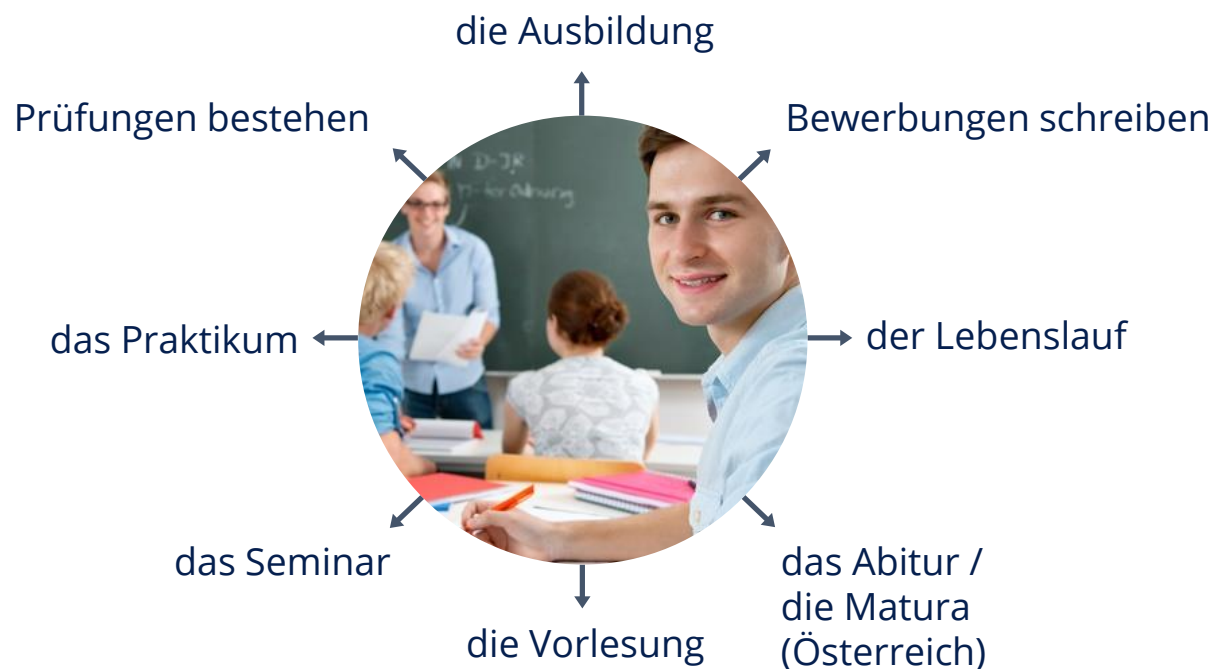 die Ausbildung
Prüfungen bestehen
Bewerbungen schreiben
das Praktikum
der Lebenslauf
das Seminar
das Abitur /
die Matura
(Österreich)
die Vorlesung